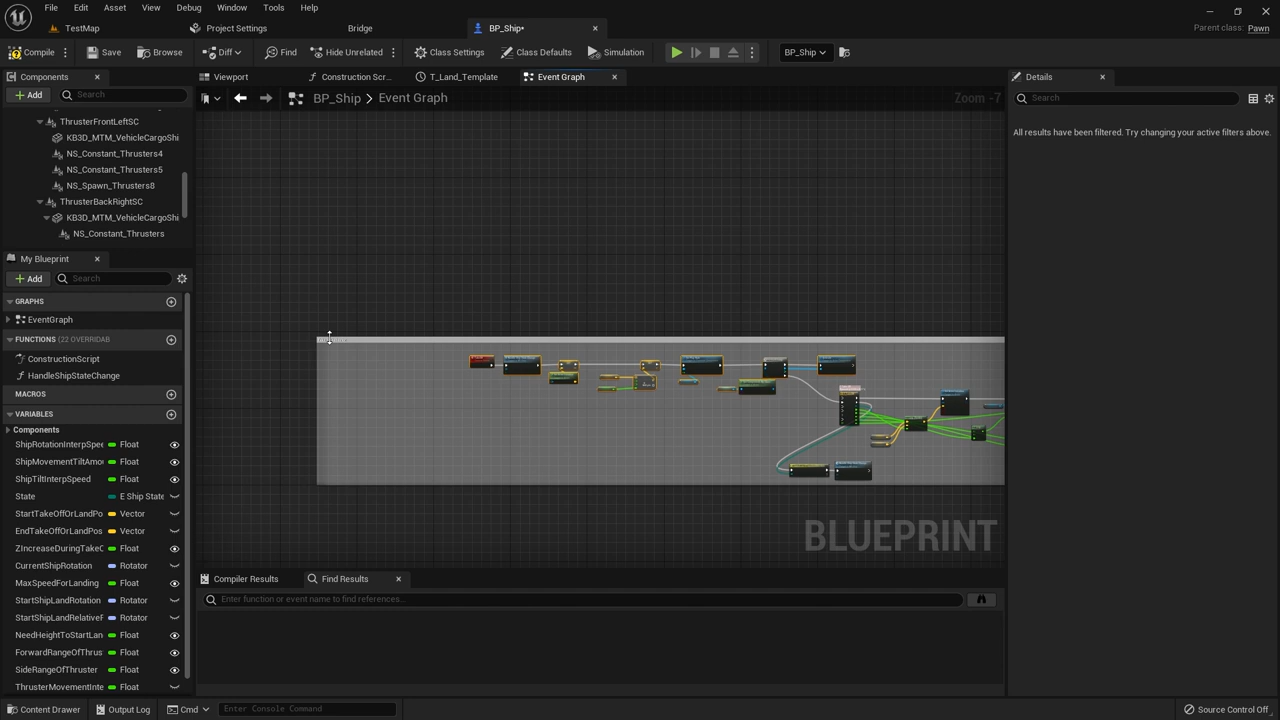 File Edit Asset View Debug Window Tools Help
TestMap
Project Settings
Bridge
BP_Ship*
Parent class: Pawn
Compile
Save
Browse
Diff
Find
Hide Unrelated
Class Settings
Class Defaults
Simulation
BP_Ship
Components
Viewport
Construction Scr...
T_Land_Template
Event Graph
Details
Add
Search
BP_Ship > Event Graph
Zoom -7
Search
ThrusterFrontLeftSC
All results have been filtered. Try changing your active filters above.
KB3D_MTM_VehicleCargoShi
NS_Constant_Thrusters4
NS_Constant_Thrusters5
NS_Spawn_Thrusters8
ThrusterBackRightSC
KB3D_MTM_VehicleCargoShi
NS_Constant_Thrusters
My Blueprint
Add
Search
GRAPHS
EventGraph
FUNCTIONS (22 OVERRIDAB
ConstructionScript
HandleShipStateChange
MACROS
VARIABLES
Components
ShipRotationInterpSpee Float
ShipMovementTiltAmou Float
ShipTiltInterpSpeed Float
State E Ship State
StartTakeOffOrLandPo Vector
EndTakeOffOrLandPos Vector
ZIncreaseDuringTakeO Float
CurrentShipRotation Rotator
MaxSpeedForLanding Float
StartShipLandRotation Rotator
StartShipLandRelativeR Rotator
NeedHeightToStartLan Float
ForwardRangeOfThrus Float
SideRangeOfThruster Float
ThrusterMovementInte Float
BLUEPRINT
Compiler Results
Find Results
Enter function or event name to find references...
Content Drawer
Output Log
Cmd
Enter Console Command
Source Control Off